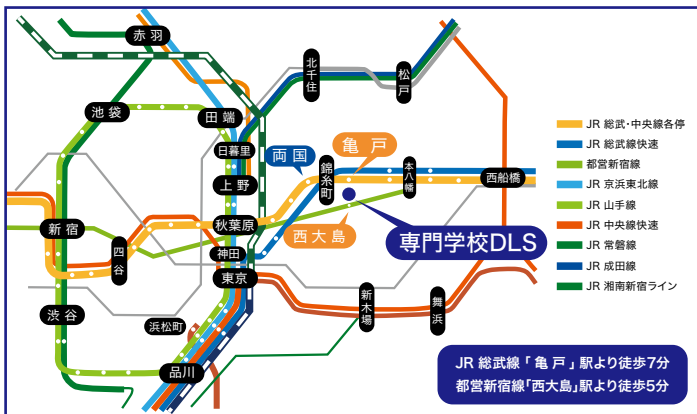 赤羽
北千住
松戸
池袋
田端
日暮里
両国
亀戸
上野
錦糸町
本八幡
西船橋
新宿
四谷
秋葉原
西大島
神田
専門学校DLS
東京
渋谷
浜松町
新木場
舞浜
品川
JR 総武・中央線各停
JR 総武線快速
都営新宿線
JR 京浜東北線
JR 山手線
JR 中央線快速
JR 常磐線
JR 成田線
JR 湘南新宿ライン
JR 総武線「亀戸」駅より徒歩7分
都営新宿線「西大島」駅より徒歩5分